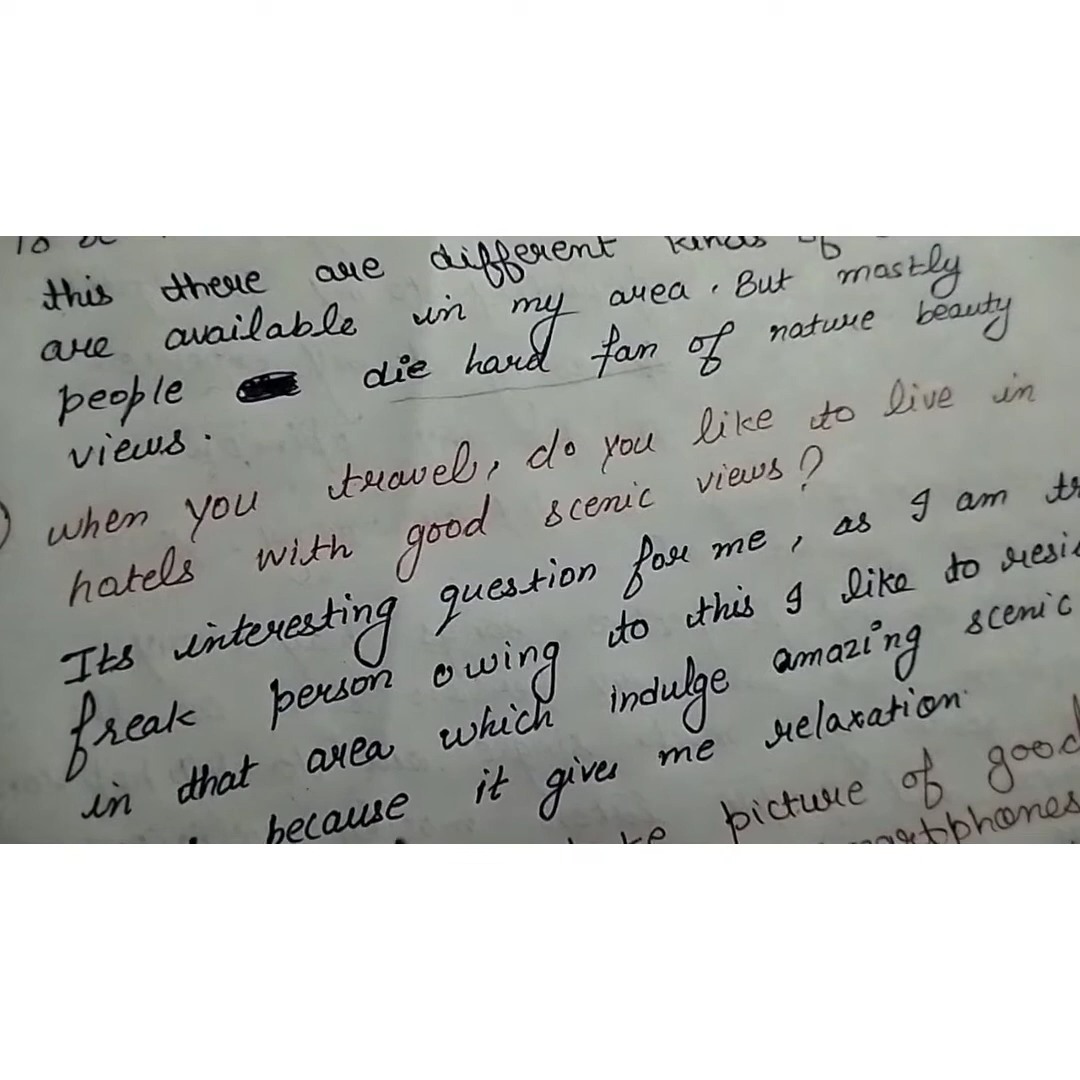 this there are different kinds of
are available in my area. But mastly
people die hard fan of nature beauty
views.
when you travel, do you like to live in
hotels with good scenic views?
Its interesting question for me, as I am
freak person owing to this I like to
in that area which indulge amazing scenic
because it gives me relaxation
picture of good